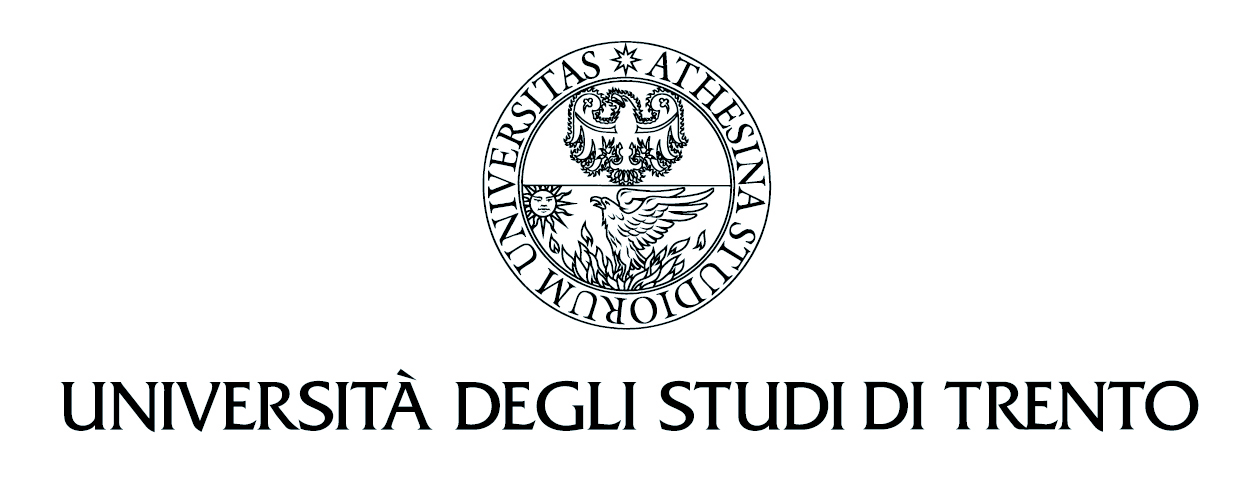 ATHESINA STUDIORUM UNIVERSITAS
UNIVERSITÀ DEGLI STUDI DI TRENTO